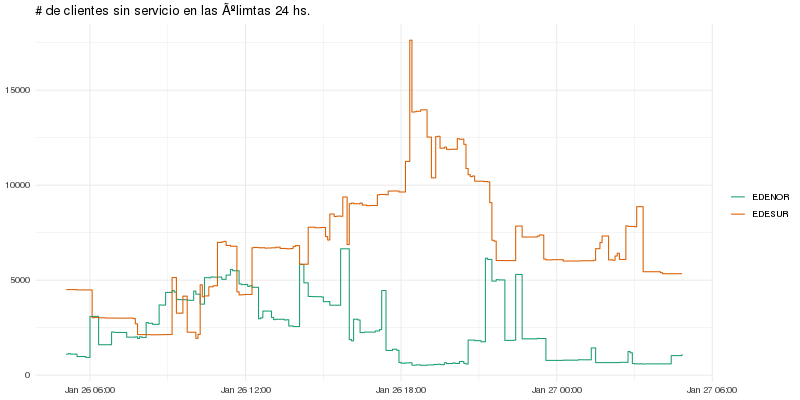 # de clientes sin servicio en las Ãºlimtas 24 hs.
15000
10000
5000
0
Jan 26 06:00
Jan 26 12:00
Jan 26 18:00
Jan 27 00:00
Jan 27 06:00
EDENOR
EDESUR